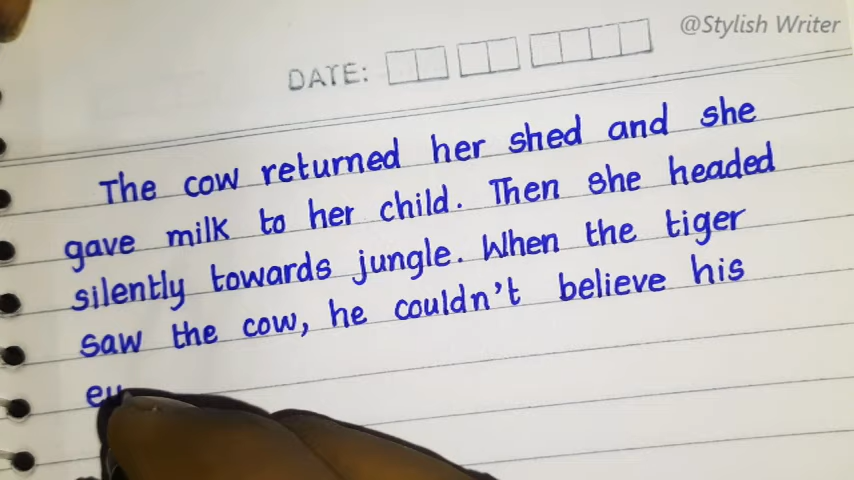 @Stylish Writer
DATE:
The cow returned her shed and she
gave milk to her child. Then she headed
silently towards jungle. When the tiger
saw the cow, he couldn't believe his